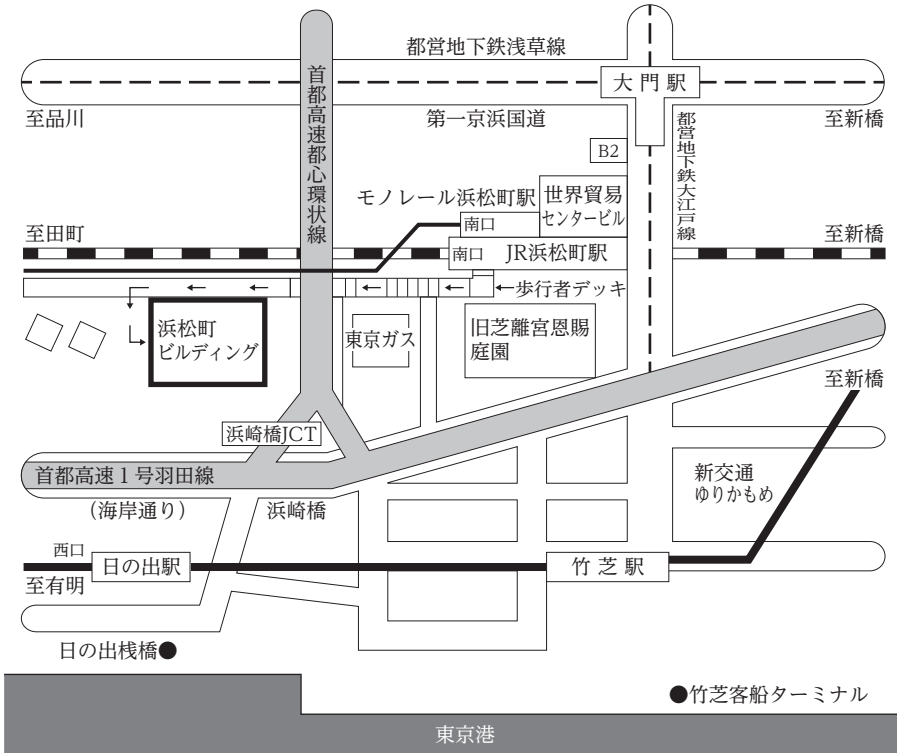 都営地下鉄浅草線
大門駅
首都高速都心環状線
至品川
第一京浜国道
至新橋
都営地下鉄大江戸線
B2
モノレール浜松町駅
世界貿易
センタービル
南口
至田町
至新橋
南口
JR浜松町駅
歩行者デッキ
浜松町
ビルディング
東京ガス
旧芝離宮恩賜
庭園
至新橋
浜崎橋JCT
首都高速1号羽田線
新交通
ゆりかもめ
(海岸通り)
浜崎橋
西口
日の出駅
竹芝駅
至有明
日の出桟橋●
●竹芝客船ターミナル
東京港